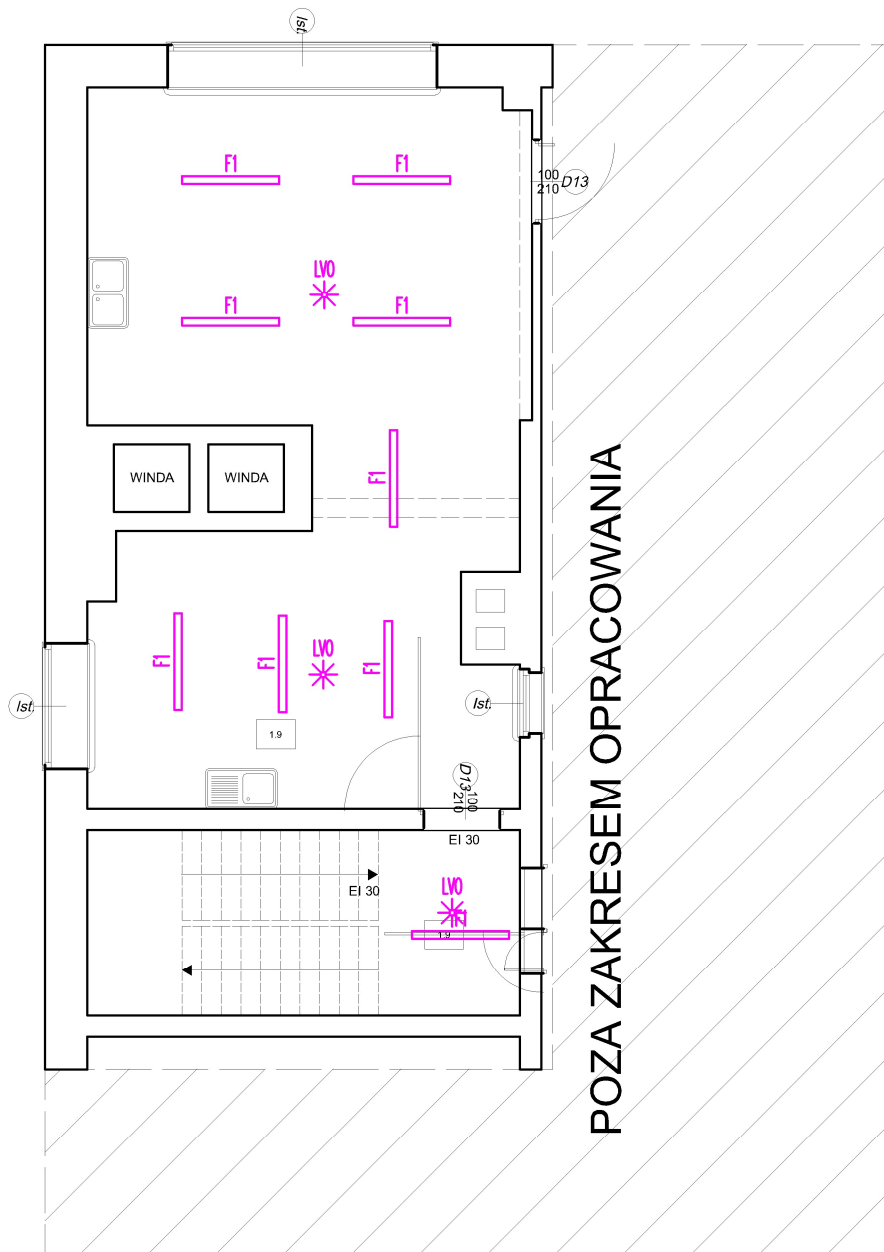 Ist.
F1
F1
100
210
D13
LVO
F1
F1
WINDA
WINDA
F1
POZA ZAKRESEM OPRACOWANIA
F1
F1
LVO
F1
Ist.
Ist.
1.9
D13
100
210
EI 30
EI 30
LVO
1.9